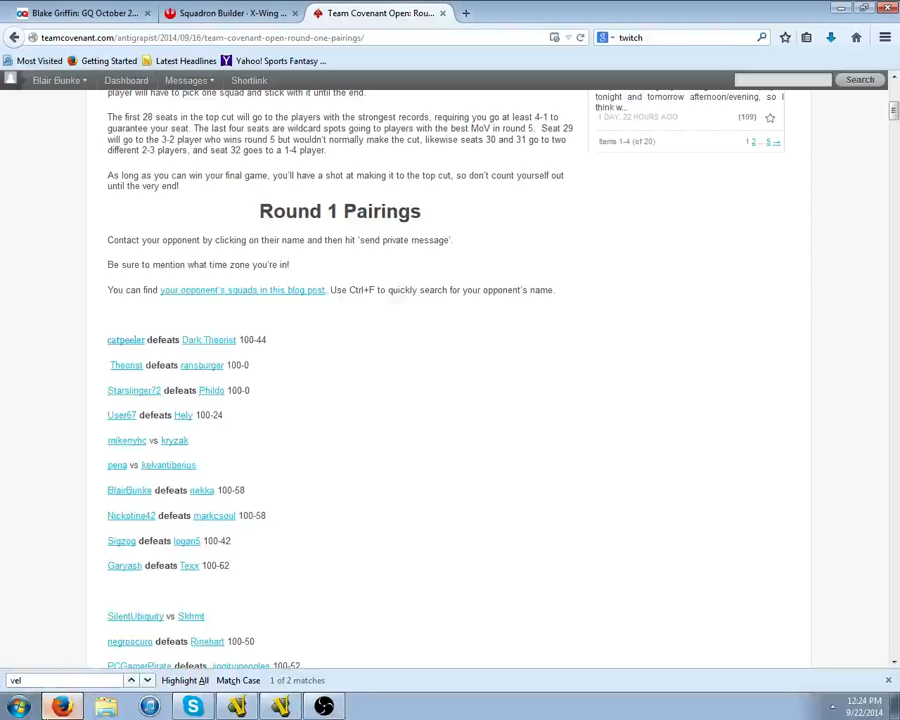 Blake Griffin: GQ October 2...
Squadron Builder · X-Wing ...
Team Covenant Open: Rou...
teamcovenant.com/antigrapist/2014/09/16/team-covenant-open-round-one-pairings/
twitch
Most Visited Getting Started Latest Headlines Yahoo! Sports Fantasy ...
Blair Bunke Dashboard Messages Shortlink Search
player will have to pick one squad and stick with it until the end.
tonight and tomorrow afternoon/evening, so I
think w...
1 DAY, 22 HOURS AGO (109)
Items 1-4 (of 20) 1 2 ... 5 →
The first 28 seats in the top cut will go to the players with the strongest records, requiring you go at least 4-1 to
guarantee your seat. The last four seats are wildcard spots going to players with the best MoV in round 5. Seat 29
will go to the 3-2 player who wins round 5 but wouldn't normally make the cut, likewise seats 30 and 31 go to two
different 2-3 players, and seat 32 goes to a 1-4 player.
As long as you can win your final game, you'll have a shot at making it to the top cut, so don't count yourself out
until the very end!
Round 1 Pairings
Contact your opponent by clicking on their name and then hit 'send private message'.
Be sure to mention what time zone you're in!
You can find your opponent's squads in this blog post. Use Ctrl+F to quickly search for your opponent's name.
catpeeler defeats Dark.Theorist 100-44
Theorist defeats ransburger 100-0
Starslinger72 defeats Phildo 100-0
User67 defeats Hely 100-24
mikenyhc vs kryzak
pena vs kelvantiberius
BlairBunke defeats nekka 100-58
Nickotine42 defeats markcsoul 100-58
Sigzog defeats logan5 100-42
Garyash defeats Texx 100-62
SilentUbiquity vs Skhmt
negroscuro defeats Rinehart 100-50
PCGamerPirate defeats jiggitypeoples 100-52
vel Highlight All Match Case 1 of 2 matches
12:24 PM
9/22/2014